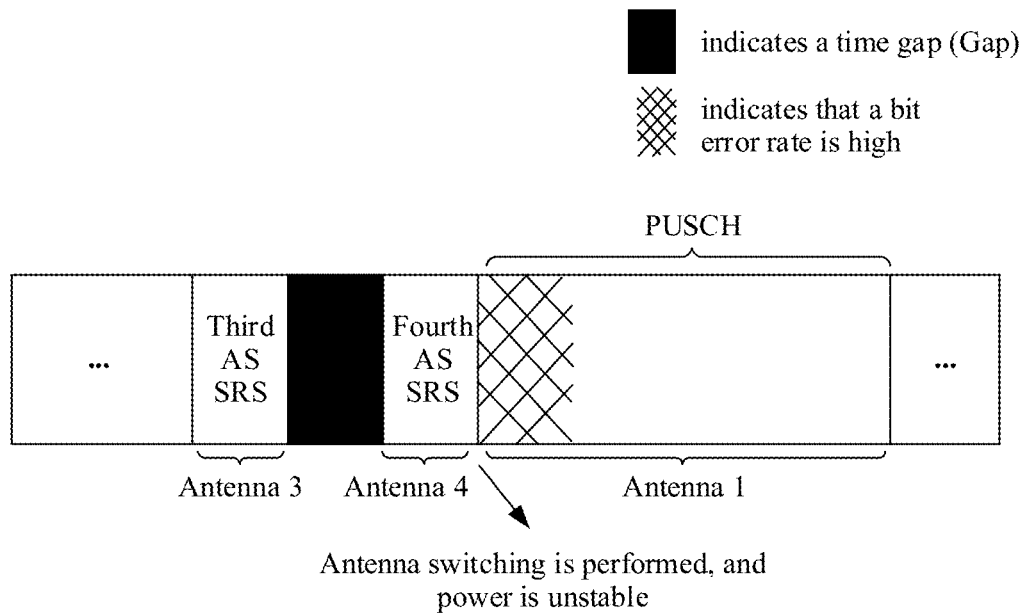 indicates a time gap (Gap)
indicates that a bit
error rate is high
PUSCH
...
Third
AS
SRS
Fourth
AS
SRS
...
Antenna 3
Antenna 4
Antenna 1
Antenna switching is performed, and
power is unstable